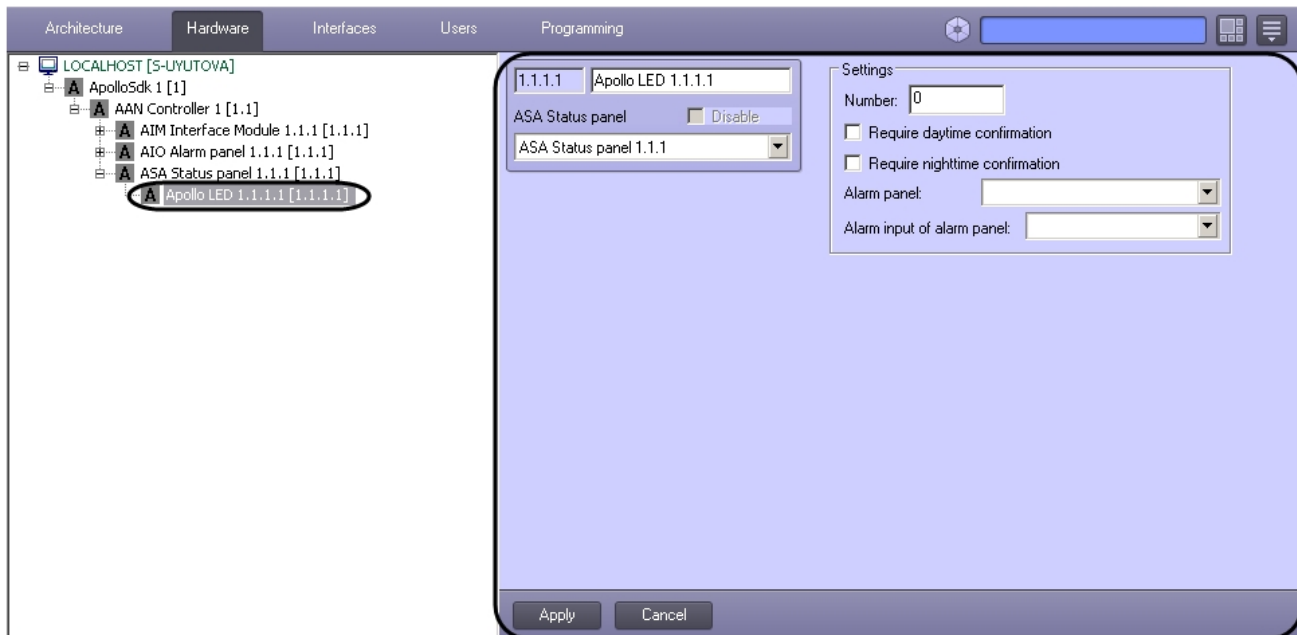 Architecture Hardware Interfaces Users Programming
LOCALHOST [S-UYUTOVA]
A ApolloSdk 1 [1]
A AAN Controller 1 [1.1]
A AIM Interface Module 1.1.1 [1.1.1]
A AIO Alarm panel 1.1.1 [1.1.1]
A ASA Status panel 1.1.1 [1.1.1]
A Apollo LED 1.1.1.1 [1.1.1.1]
1.1.1.1 Apollo LED 1.1.1.1
ASA Status panel Disable
ASA Status panel 1.1.1
Settings
Number: 0
Require daytime confirmation
Require nighttime confirmation
Alarm panel:
Alarm input of alarm panel:
Apply Cancel